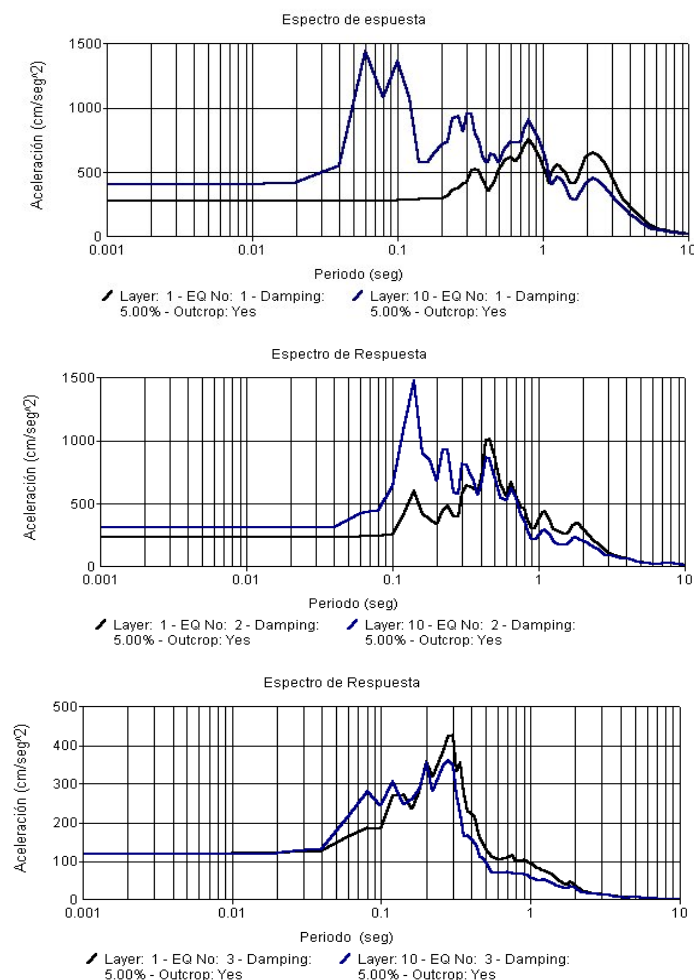 Espectro de espuesta
1500
1000
500
0
Aceleración (cm/seg^2)
0.001 0.01 0.1 1 10
Periodo (seg)
Layer: 1 - EQ No: 1 - Damping: 5.00% - Outcrop: Yes
Layer: 10 - EQ No: 1 - Damping: 5.00% - Outcrop: Yes
Espectro de Respuesta
1500
1000
500
0
Aceleración (cm/seg^2)
0.001 0.01 0.1 1 10
Periodo (seg)
Layer: 1 - EQ No: 2 - Damping: 5.00% - Outcrop: Yes
Layer: 10 - EQ No: 2 - Damping: 5.00% - Outcrop: Yes
Espectro de Respuesta
500
400
300
200
100
0
Aceleración (cm/seg^2)
0.001 0.01 0.1 1 10
Periodo (seg)
Layer: 1 - EQ No: 3 - Damping: 5.00% - Outcrop: Yes
Layer: 10 - EQ No: 3 - Damping: 5.00% - Outcrop: Yes